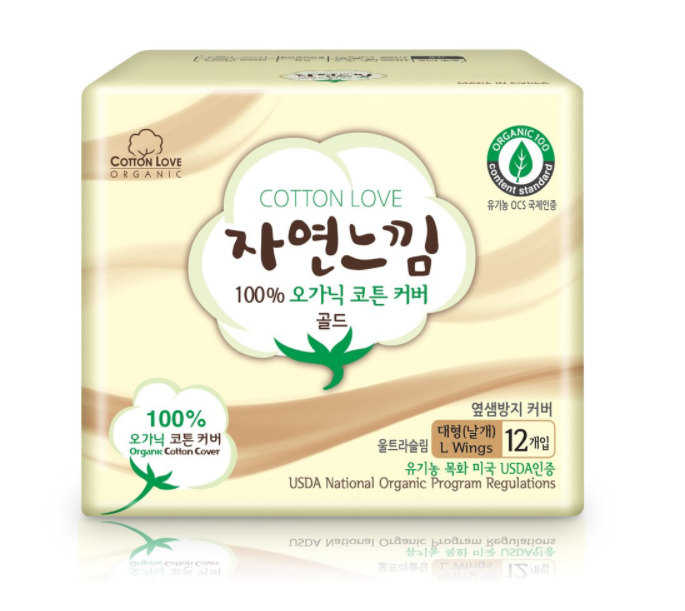 COTTON LOVE
ORGANIC
ORGANIC 100
content standard
유기농 OCS 국제인증
COTTON LOVE
자연느낌
100% 오가닉 코튼 커버
골드
100%
오가닉 코튼 커버
Organic Cotton Cover
옆샘방지 커버
울트라슬림
대형(날개)
L Wings
12개입
유기농 목화 미국 USDA인증
USDA National Organic Program Regulations